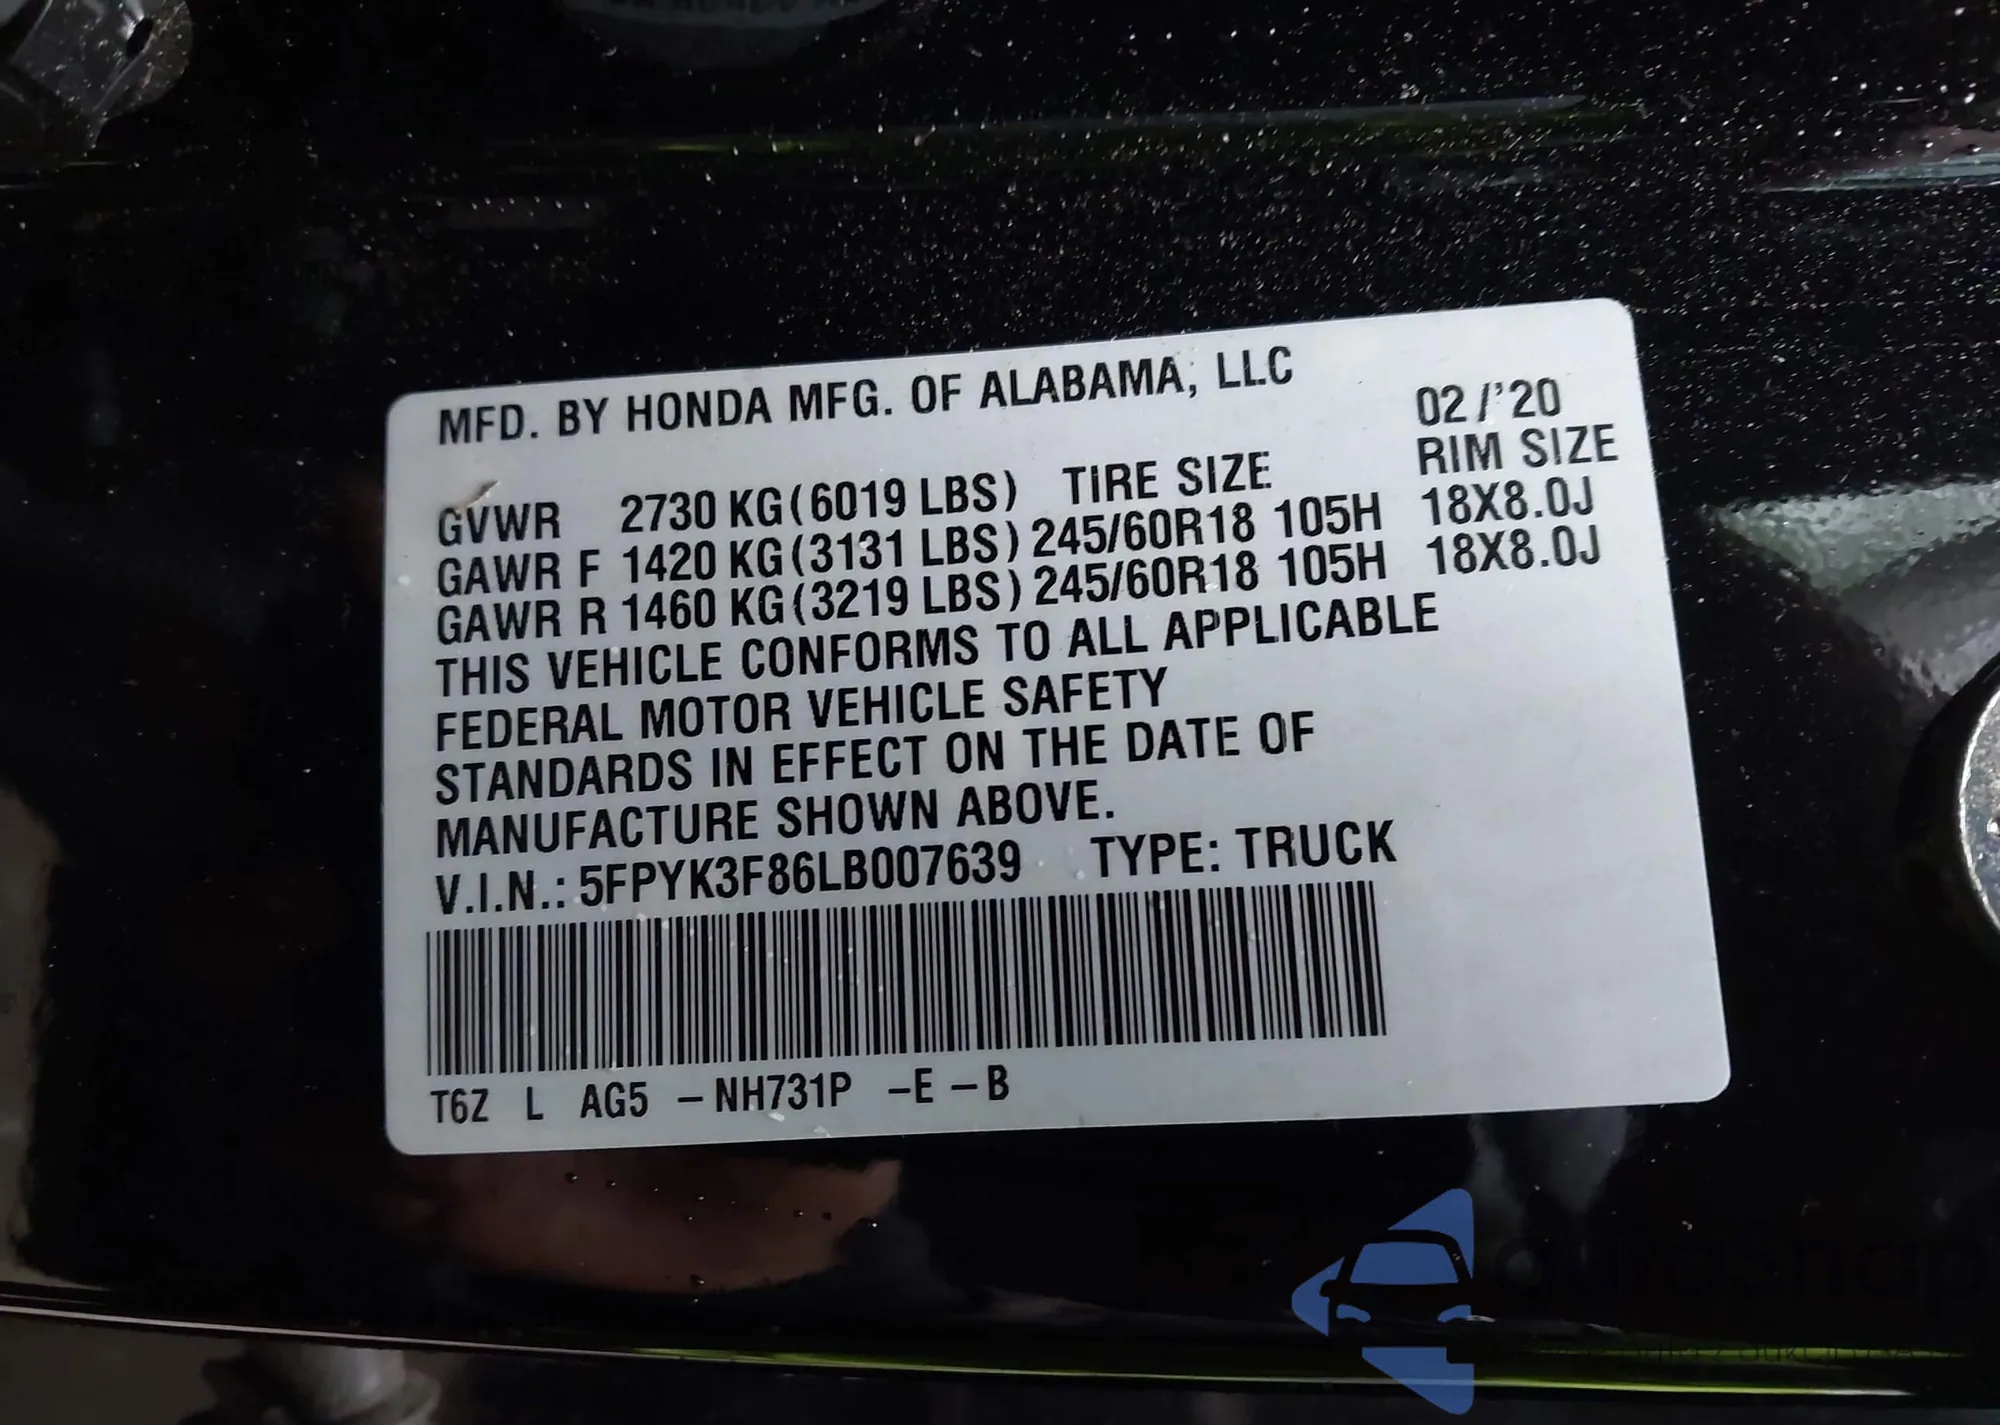 MFD. BY HONDA MFG. OF ALABAMA, LLC
02/'20
GVWR 2730 KG(6019 LBS) TIRE SIZE RIM SIZE
GAWR F 1420 KG(3131 LBS) 245/60R18 105H 18X8.0J
GAWR R 1460 KG(3219 LBS) 245/60R18 105H 18X8.0J
THIS VEHICLE CONFORMS TO ALL APPLICABLE
FEDERAL MOTOR VEHICLE SAFETY
STANDARDS IN EFFECT ON THE DATE OF
MANUFACTURE SHOWN ABOVE.
V.I.N.: 5FPYK3F86LB007639 TYPE: TRUCK
T6Z L AG5 -NH731P -E -B